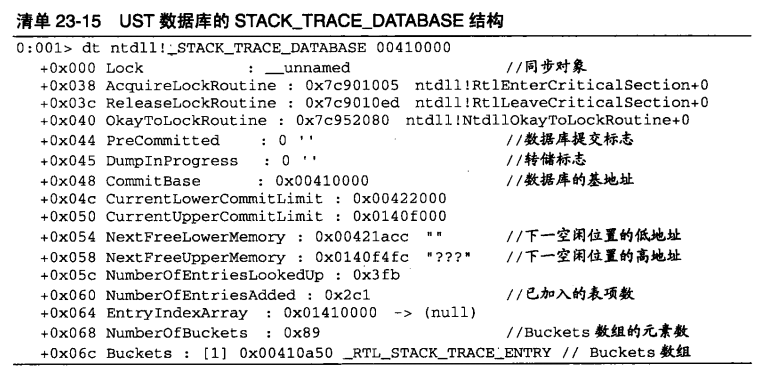 清单 23-15 UST 数据库的 STACK_TRACE_DATABASE 结构
0:001> dt ntdll!_STACK_TRACE_DATABASE 00410000
+0x000 Lock : __unnamed //同步对象
+0x038 AcquireLockRoutine : 0x7c901005 ntdll!RtlEnterCriticalSection+0
+0x03c ReleaseLockRoutine : 0x7c9010ed ntdll!RtlLeaveCriticalSection+0
+0x040 OkayToLockRoutine : 0x7c952080 ntdll!NtdllOkayToLockRoutine+0
+0x044 PreCommitted : 0 '' //数据库提交标志
+0x045 DumpInProgress : 0 '' //转储标志
+0x048 CommitBase : 0x00410000 //数据库的基地址
+0x04c CurrentLowerCommitLimit : 0x00422000
+0x050 CurrentUpperCommitLimit : 0x0140f000
+0x054 NextFreeLowerMemory : 0x00421acc "" //下一空闲位置的低地址
+0x058 NextFreeUpperMemory : 0x0140f4fc "???" //下一空闲位置的高地址
+0x05c NumberOfEntriesLookedUp : 0x3fb
+0x060 NumberOfEntriesAdded : 0x2c1 //已加入的表项数
+0x064 EntryIndexArray : 0x01410000 -> (null)
+0x068 NumberOfBuckets : 0x89 //Buckets 数组的元素数
+0x06c Buckets : [1] 0x00410a50 _RTL_STACK_TRACE_ENTRY // Buckets 数组